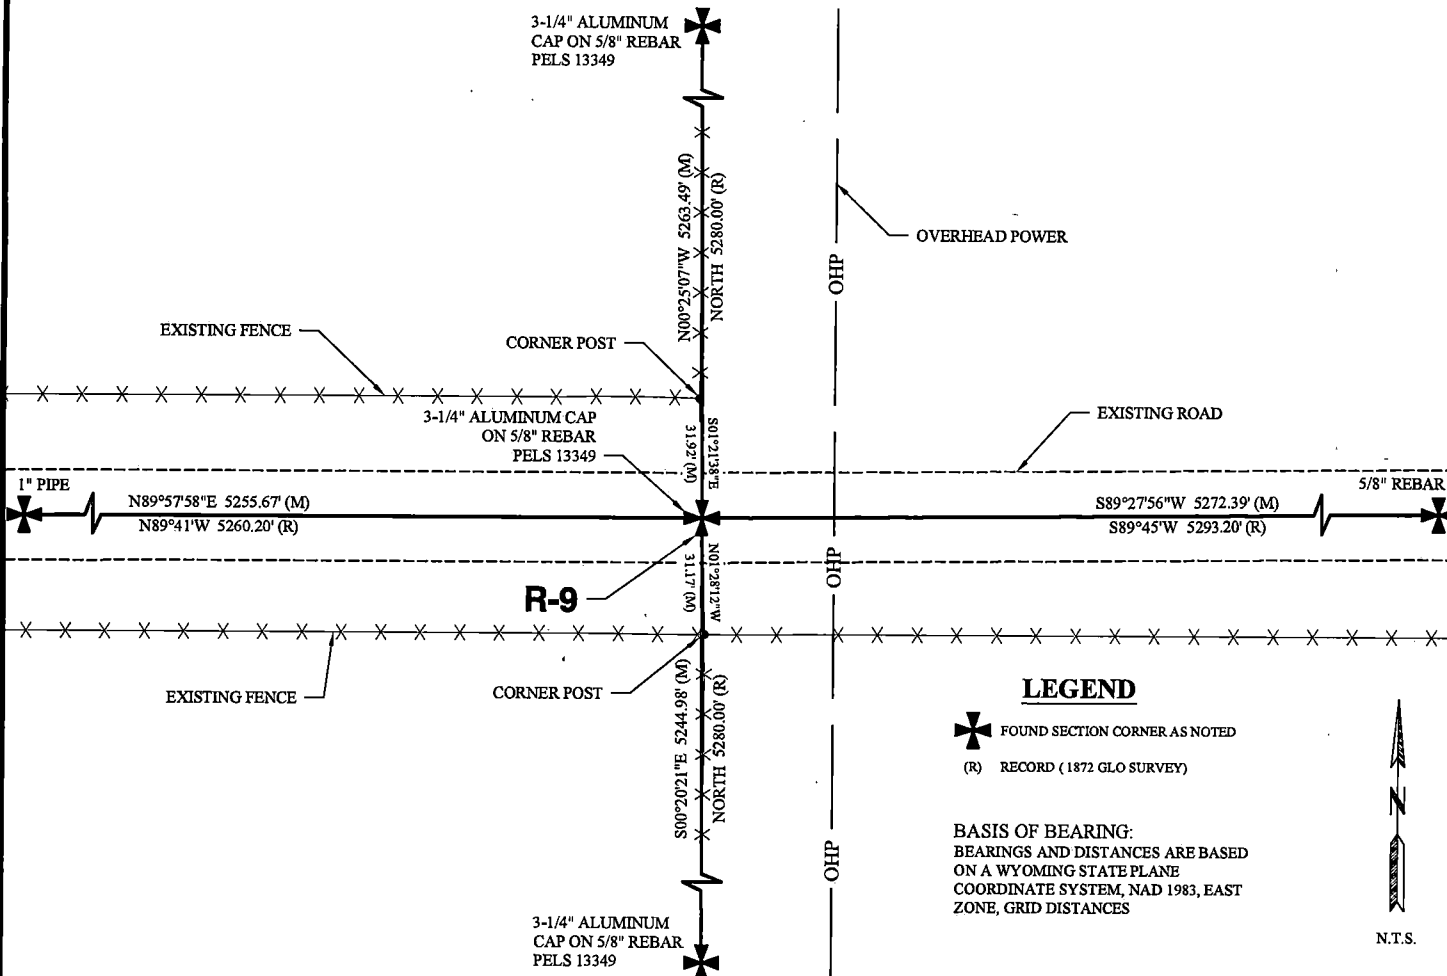 3-1/4" ALUMINUM
CAP ON 5/8" REBAR
PELS 13349
N00°25'07"W 5263.49' (M)
NORTH 5280.00' (R)
OVERHEAD POWER
OHP
EXISTING FENCE
CORNER POST
3-1/4" ALUMINUM CAP
ON 5/8" REBAR
PELS 13349
S01°21'38"E
31.92' (M)
EXISTING ROAD
1" PIPE
5/8" REBAR
N89°57'58"E 5255.67' (M)
N89°41'W 5260.20' (R)
S89°27'56"W 5272.39' (M)
S89°45'W 5293.20' (R)
N01°28'12"W
31.17' (M)
OHP
R-9
EXISTING FENCE
CORNER POST
S00°20'21"E 5244.98' (M)
NORTH 5280.00' (R)
LEGEND
FOUND SECTION CORNER AS NOTED
(R) RECORD ( 1872 GLO SURVEY)
N
BASIS OF BEARING:
BEARINGS AND DISTANCES ARE BASED
ON A WYOMING STATE PLANE
COORDINATE SYSTEM, NAD 1983, EAST
ZONE, GRID DISTANCES
OHP
N.T.S.
3-1/4" ALUMINUM
CAP ON 5/8" REBAR
PELS 13349